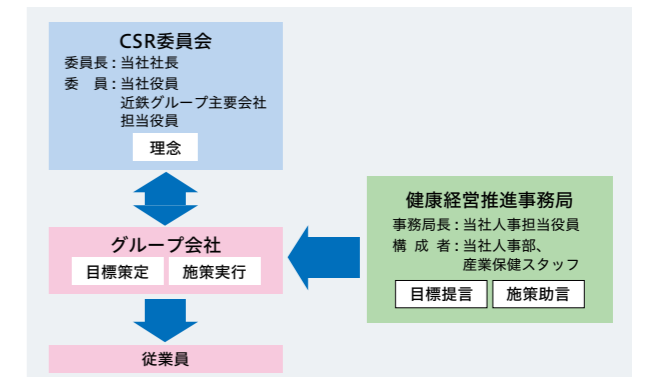 CSR委員会
委員長：当社社長
委　員：当社役員
近鉄グループ主要会社
担当役員
理念
グループ会社
目標策定　施策実行
従業員
健康経営推進事務局
事務局長：当社人事担当役員
構 成 者：当社人事部、
産業保健スタッフ
目標提言　施策助言